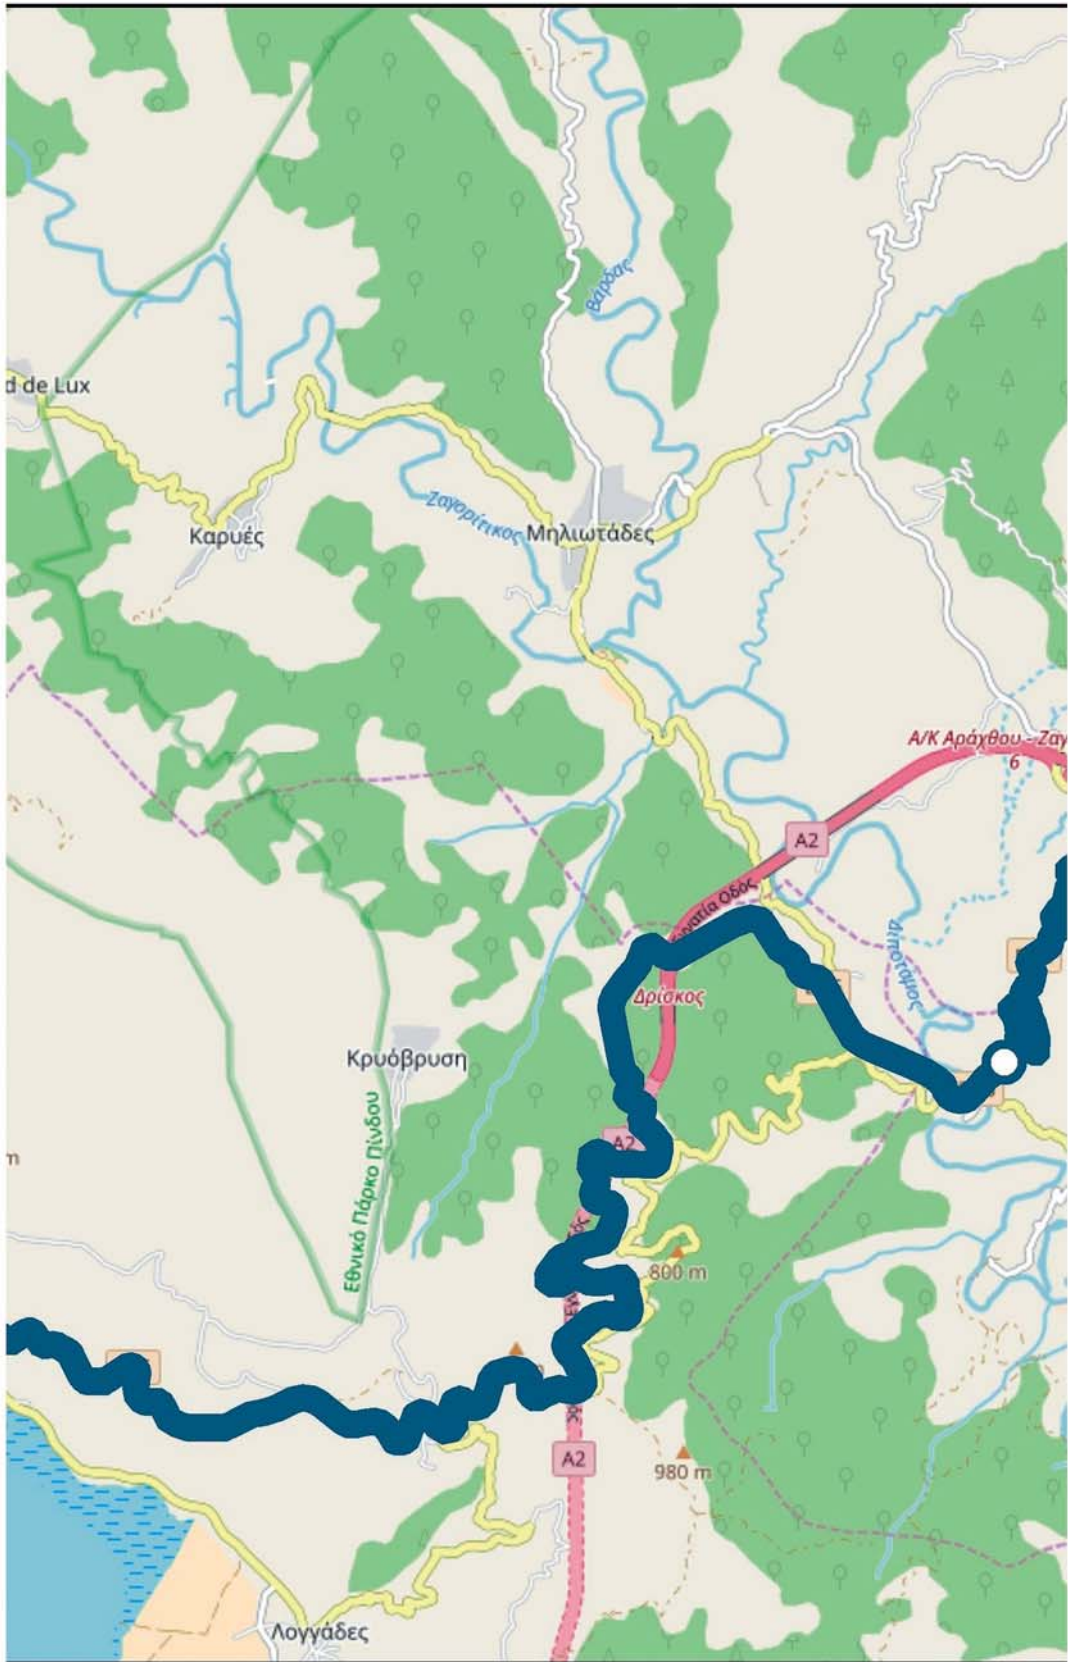 Βάρδας
d de Lux
Ζαγορίτικος
Μηλιωτάδες
Καρυές
Α/Κ Αράχθου - Ζαγ
6
A2
Διπόταμος
Δρίσκος
Κρυόβρυση
A2
Εθνικό Πάρκο Πίνδου
m
800 m
A2
980 m
Λογγάδες